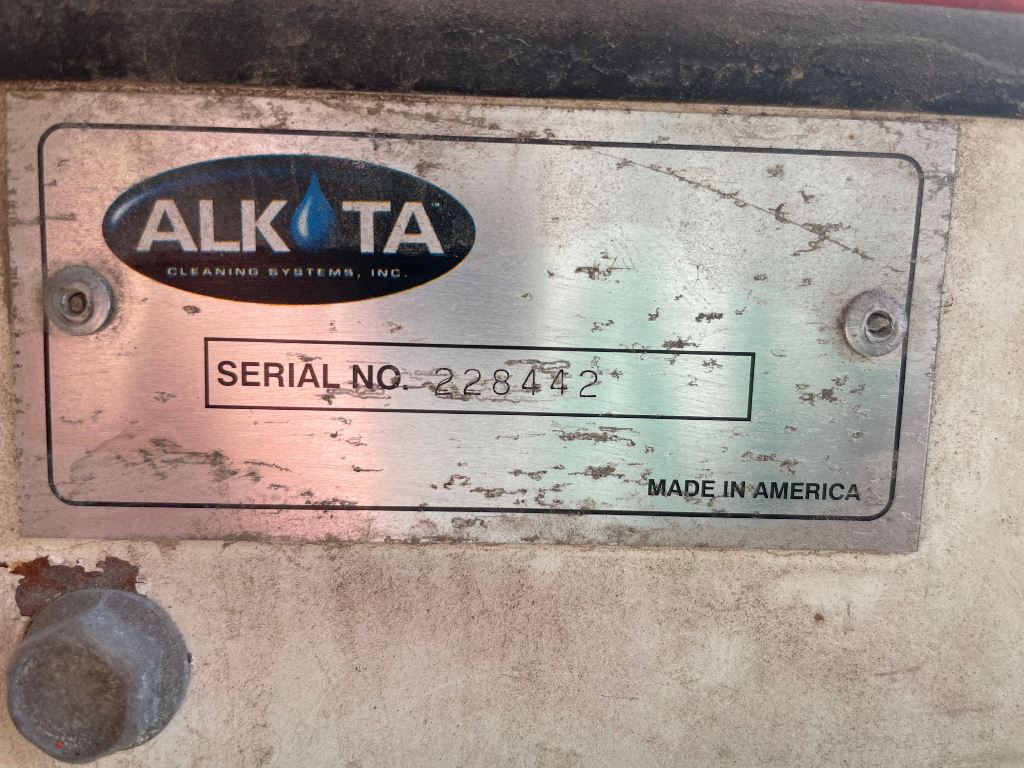 ALKOTA
CLEANING SYSTEMS, INC.
SERIAL NO. 228442
MADE IN AMERICA